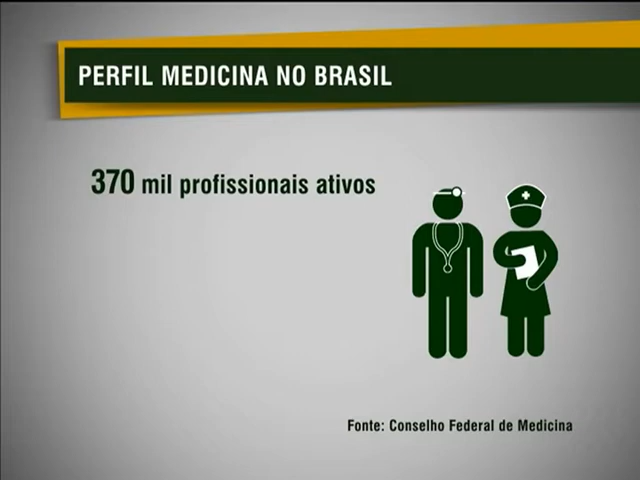 PERFIL MEDICINA NO BRASIL
370 mil profissionais ativos
Fonte: Conselho Federal de Medicina